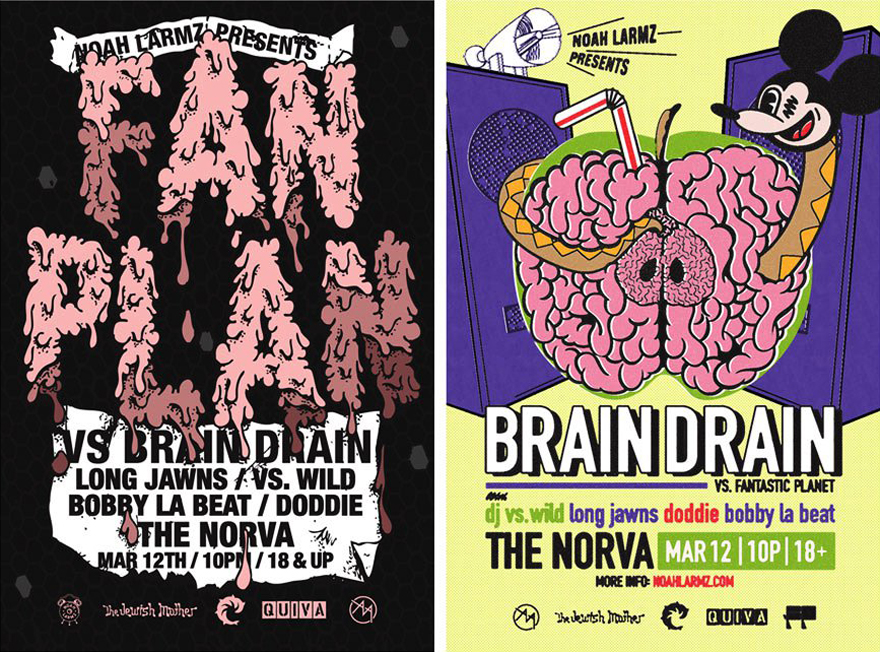 NOAH LARMZ PRESENTS
FAN
PLAN
VS BRAIN DRAIN
LONG JAWNS / VS. WILD
BOBBY LA BEAT / DODDIE
THE NORVA
MAR 12TH / 10PM / 18 & UP
The Jewish Mother
QUIVA
NOAH LARMZ
PRESENTS
BRAIN DRAIN
VS. FANTASTIC PLANET
dj vs.wild long jawns doddie bobby la beat
THE NORVA MAR 12 | 10P | 18+
MORE INFO: NOAHLARMZ.COM
The Jewish Mother
QUIVA